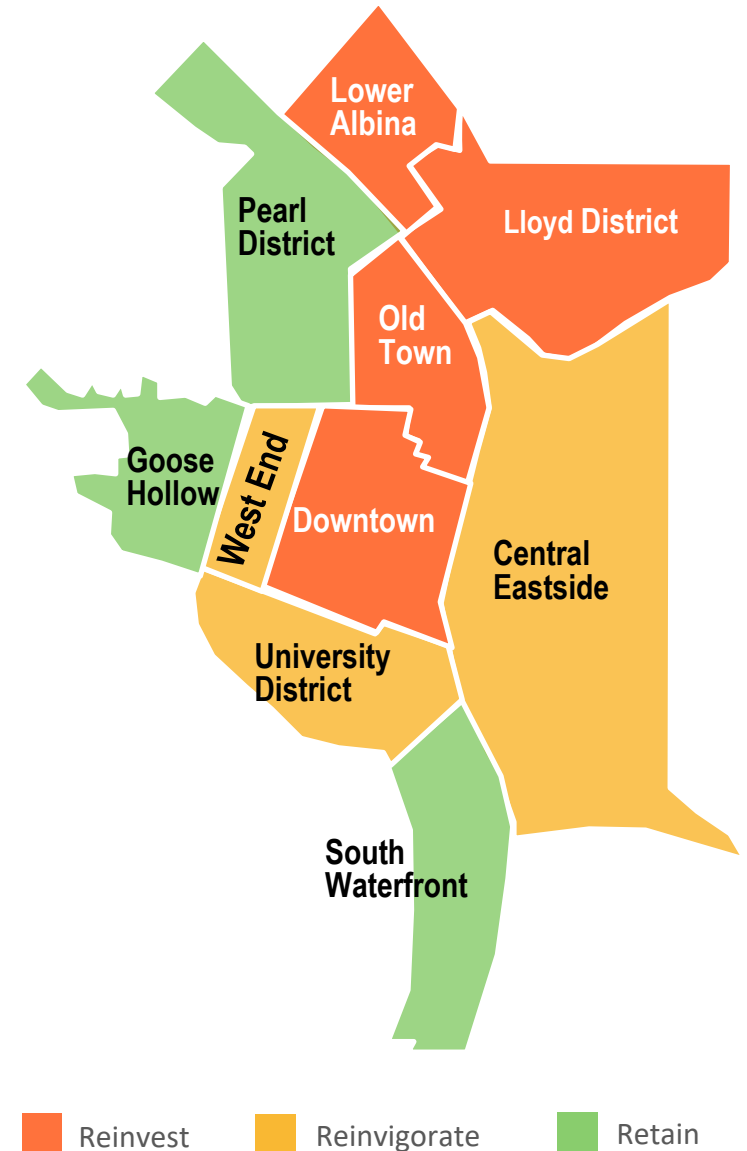 Lower
Albina
Pearl
District
Lloyd District
Old
Town
Goose
Hollow
West End
Downtown
Central
Eastside
University
District
South
Waterfront
Reinvest
Reinvigorate
Retain